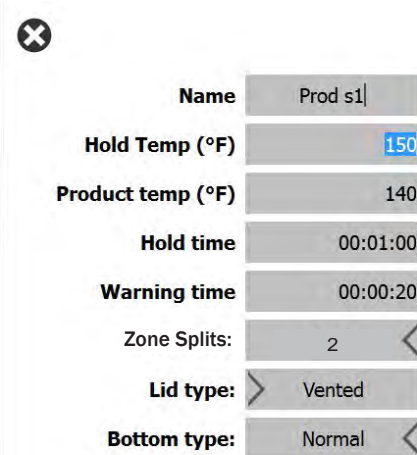 Name Prod s1
Hold Temp (°F) 150
Product temp (°F) 140
Hold time 00:01:00
Warning time 00:00:20
Zone Splits: 2
Lid type: Vented
Bottom type: Normal